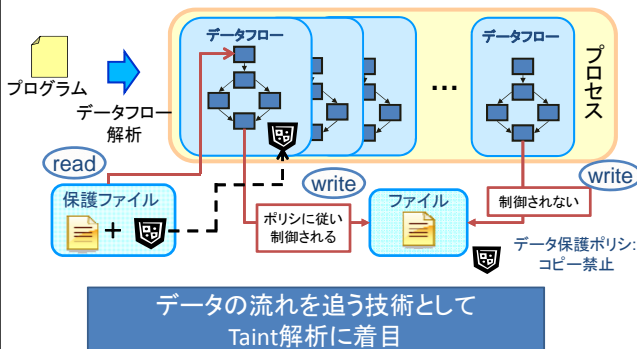 データフロー
データフロー
プロセス
プログラム
データフロー
解析
...
read
write
write
保護ファイル
+
ポリシに従い
制御される
ファイル
制御されない
データ保護ポリシ:
コピー禁止
データの流れを追う技術として
Taint解析に着目